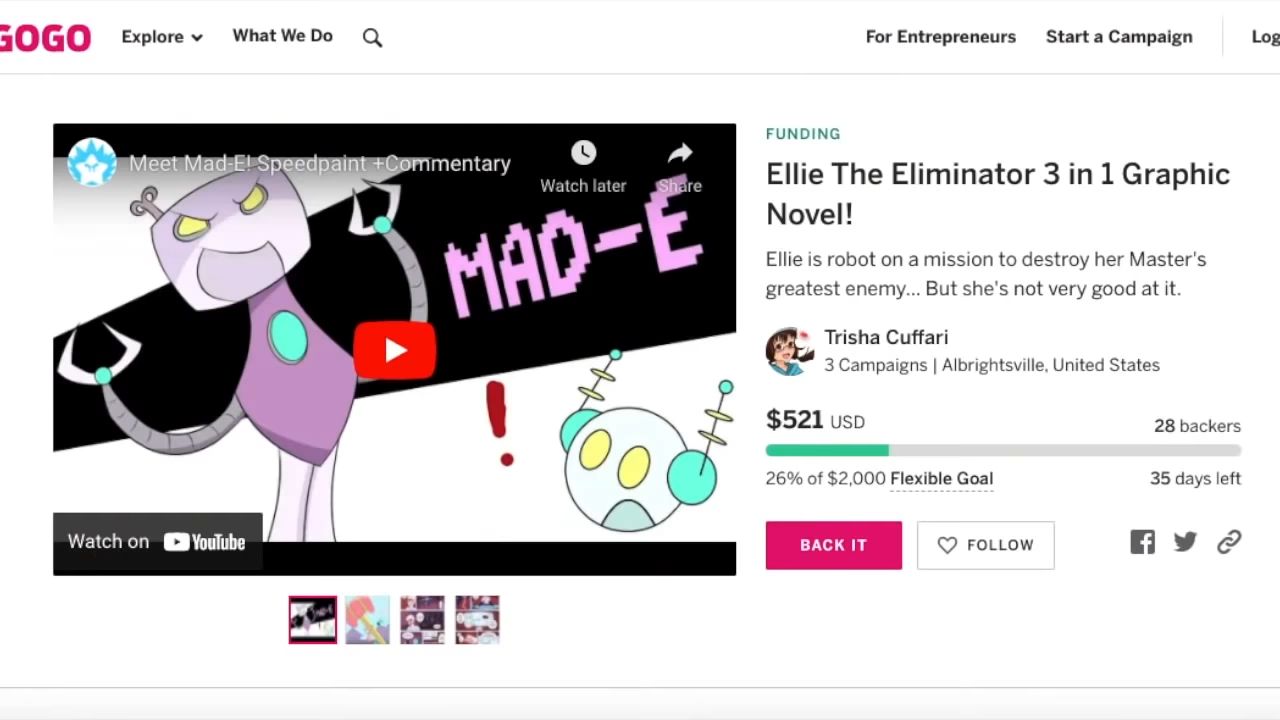 GOGO
Explore
What We Do
For Entrepreneurs
Start a Campaign
Log
Meet Mad-E! Speedpaint +Commentary
Watch later
Share
MAD-E
!
Watch on YouTube
FUNDING
Ellie The Eliminator 3 in 1 Graphic
Novel!
Ellie is robot on a mission to destroy her Master's
greatest enemy... But she's not very good at it.
Trisha Cuffari
3 Campaigns | Albrightsville, United States
$521 USD
28 backers
26% of $2,000 Flexible Goal
35 days left
BACK IT
FOLLOW